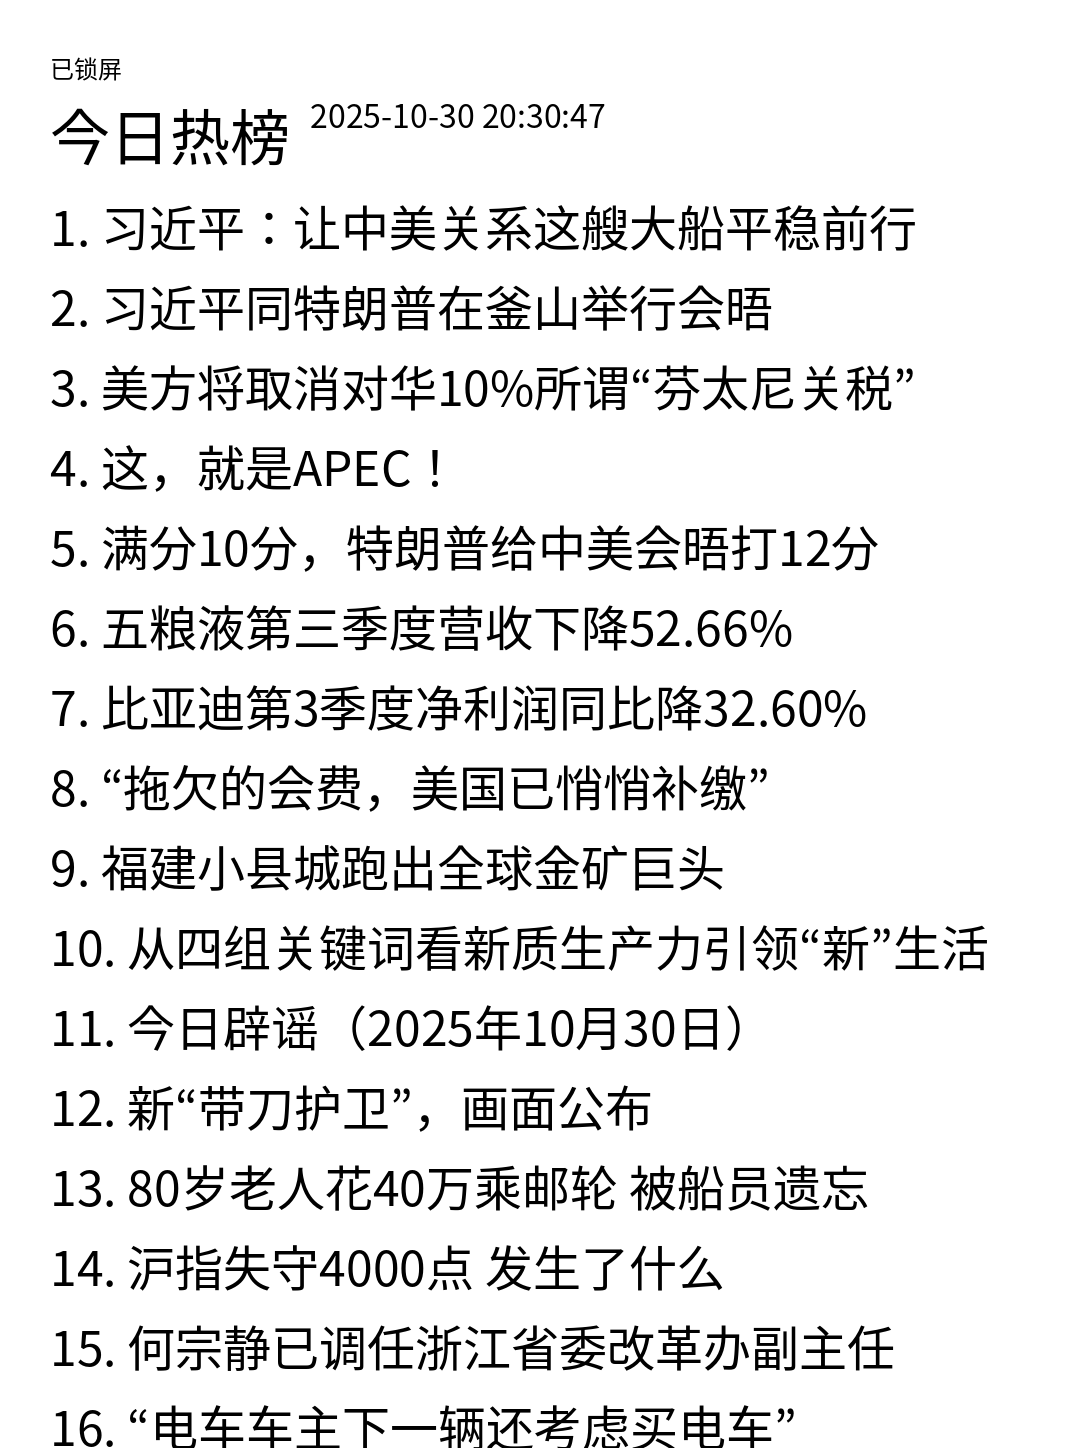 已锁屏
今日热榜 2025-10-30 20:30:47
1. 习近平：让中美关系这艘大船平稳前行
2. 习近平同特朗普在釜山举行会晤
3. 美方将取消对华10%所谓“芬太尼关税”
4. 这，就是APEC！
5. 满分10分，特朗普给中美会晤打12分
6. 五粮液第三季度营收下降52.66%
7. 比亚迪第3季度净利润同比降32.60%
8. “拖欠的会费，美国已悄悄补缴”
9. 福建小县城跑出全球金矿巨头
10. 从四组关键词看新质生产力引领“新”生活
11. 今日辟谣（2025年10月30日）
12. 新“带刀护卫”，画面公布
13. 80岁老人花40万乘邮轮 被船员遗忘
14. 沪指失守4000点 发生了什么
15. 何宗静已调任浙江省委改革办副主任
16. “电车车主下一辆还考虑买电车”